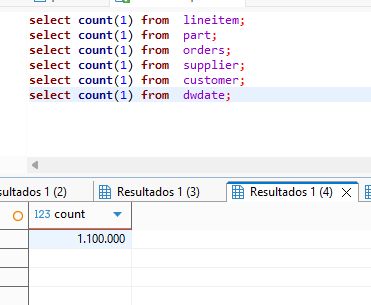 select count(1) from  lineitem;
select count(1) from  part;
select count(1) from  orders;
select count(1) from  supplier;
select count(1) from  customer;
select count(1) from  dwdate;
sultados 1 (2) Resultados 1 (3) Resultados 1 (4)
123 count
1.100.000